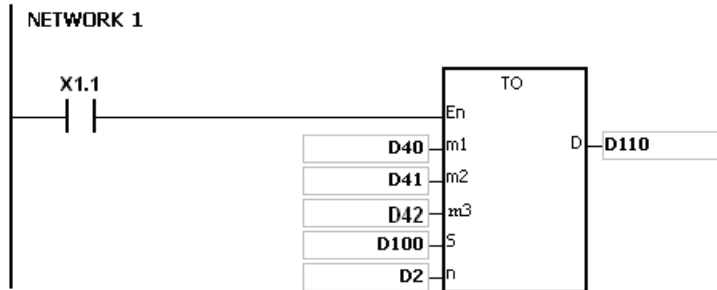 NETWORK 1
X1.1
TO
En
D40 m1 D D110
D41 m2
D42 m3
D100 S
D2 n